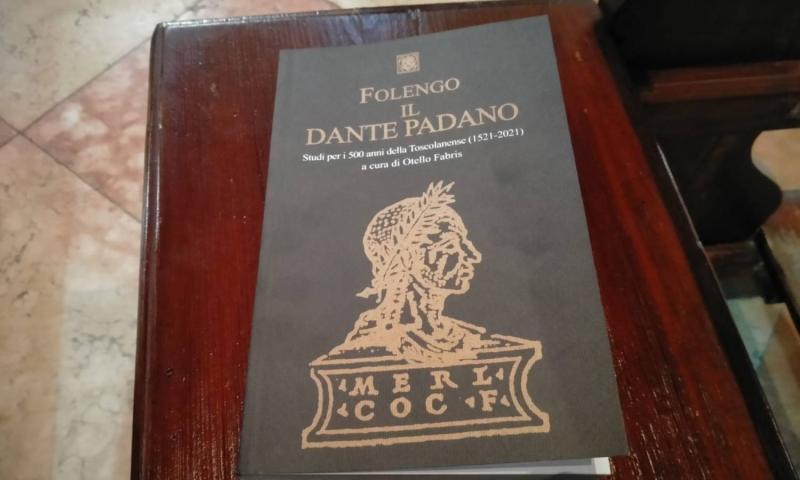 FOLENGO
IL
DANTE PADANO
Studi per i 500 anni della Toscolanense (1521-2021)
a cura di Otello Fabris
MERL
COC F